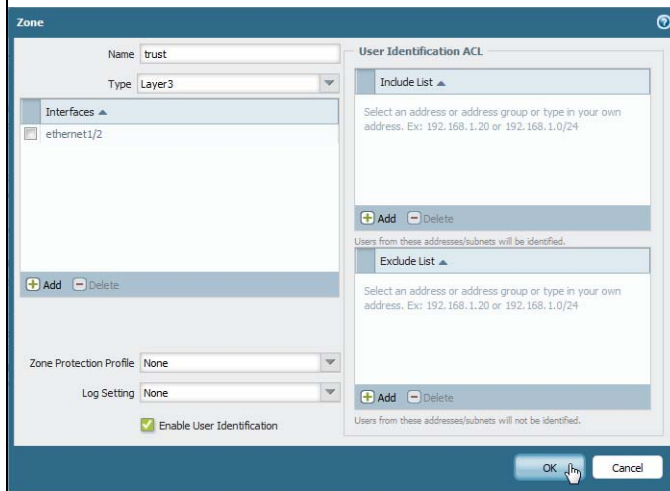 Zone
Name trust
Type Layer3
Interfaces
ethernet1/2
Add Delete
Zone Protection Profile None
Log Setting None
Enable User Identification
User Identification ACL
Include List
Select an address or address group or type in your own
address. Ex: 192.168.1.20 or 192.168.1.0/24
Add Delete
Users from these addresses/subnets will be identified.
Exclude List
Select an address or address group or type in your own
address. Ex: 192.168.1.20 or 192.168.1.0/24
Add Delete
Users from these addresses/subnets will not be identified.
OK Cancel